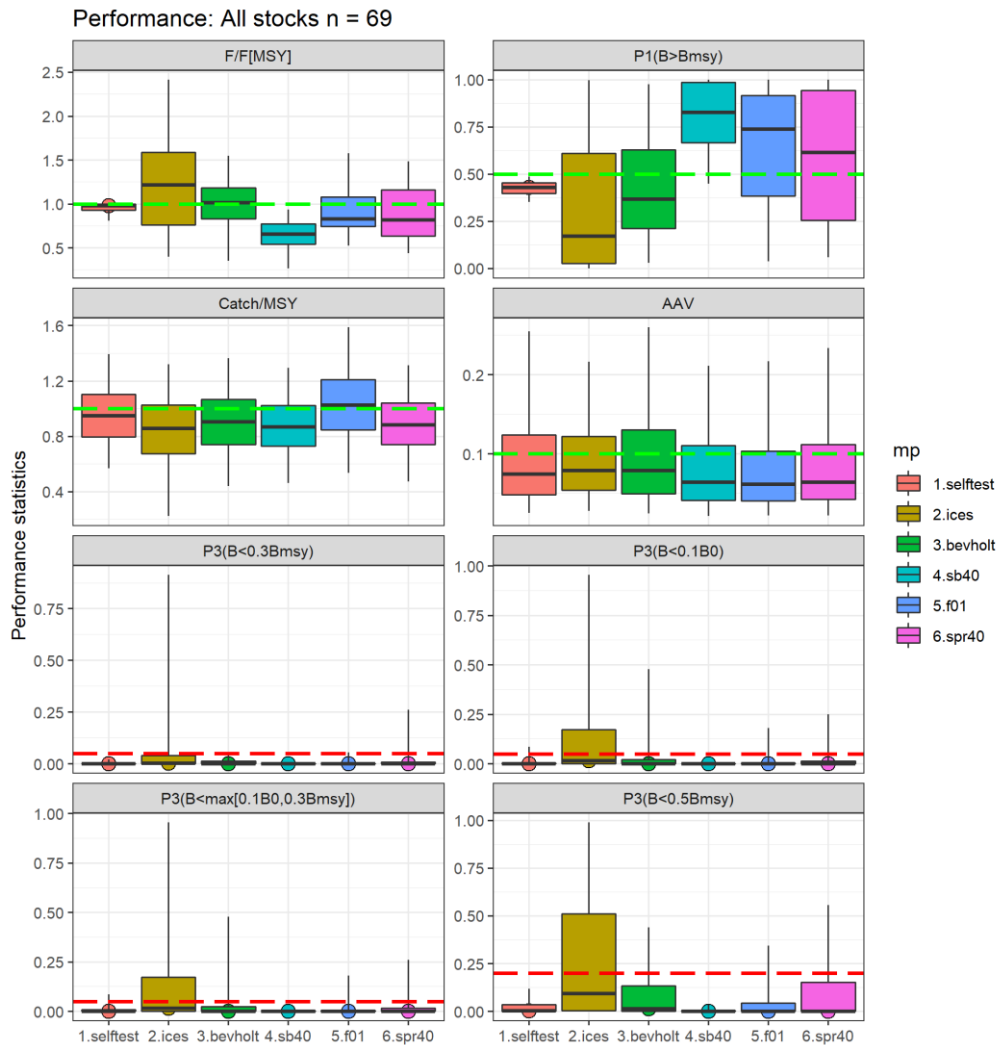 Performance: All stocks n = 69
F/F[MSY]
P1(B>Bmsy)
2.5
2.0
1.5
1.0
0.5
1.00
0.75
0.50
0.25
0.00
Catch/MSY
AAV
1.6
1.2
0.8
0.4
0.2
0.1
P3(B<0.3Bmsy)
P3(B<0.1B0)
0.75
0.50
0.25
0.00
1.00
0.75
0.50
0.25
0.00
P3(B<max[0.1B0,0.3Bmsy])
P3(B<0.5Bmsy)
1.00
0.75
0.50
0.25
0.00
1.00
0.75
0.50
0.25
0.00
1.selftest 2.ices 3.bevholt 4.sb40 5.f01 6.spr40
1.selftest 2.ices 3.bevholt 4.sb40 5.f01 6.spr40
Performance statistics
mp
1.selftest
2.ices
3.bevholt
4.sb40
5.f01
6.spr40